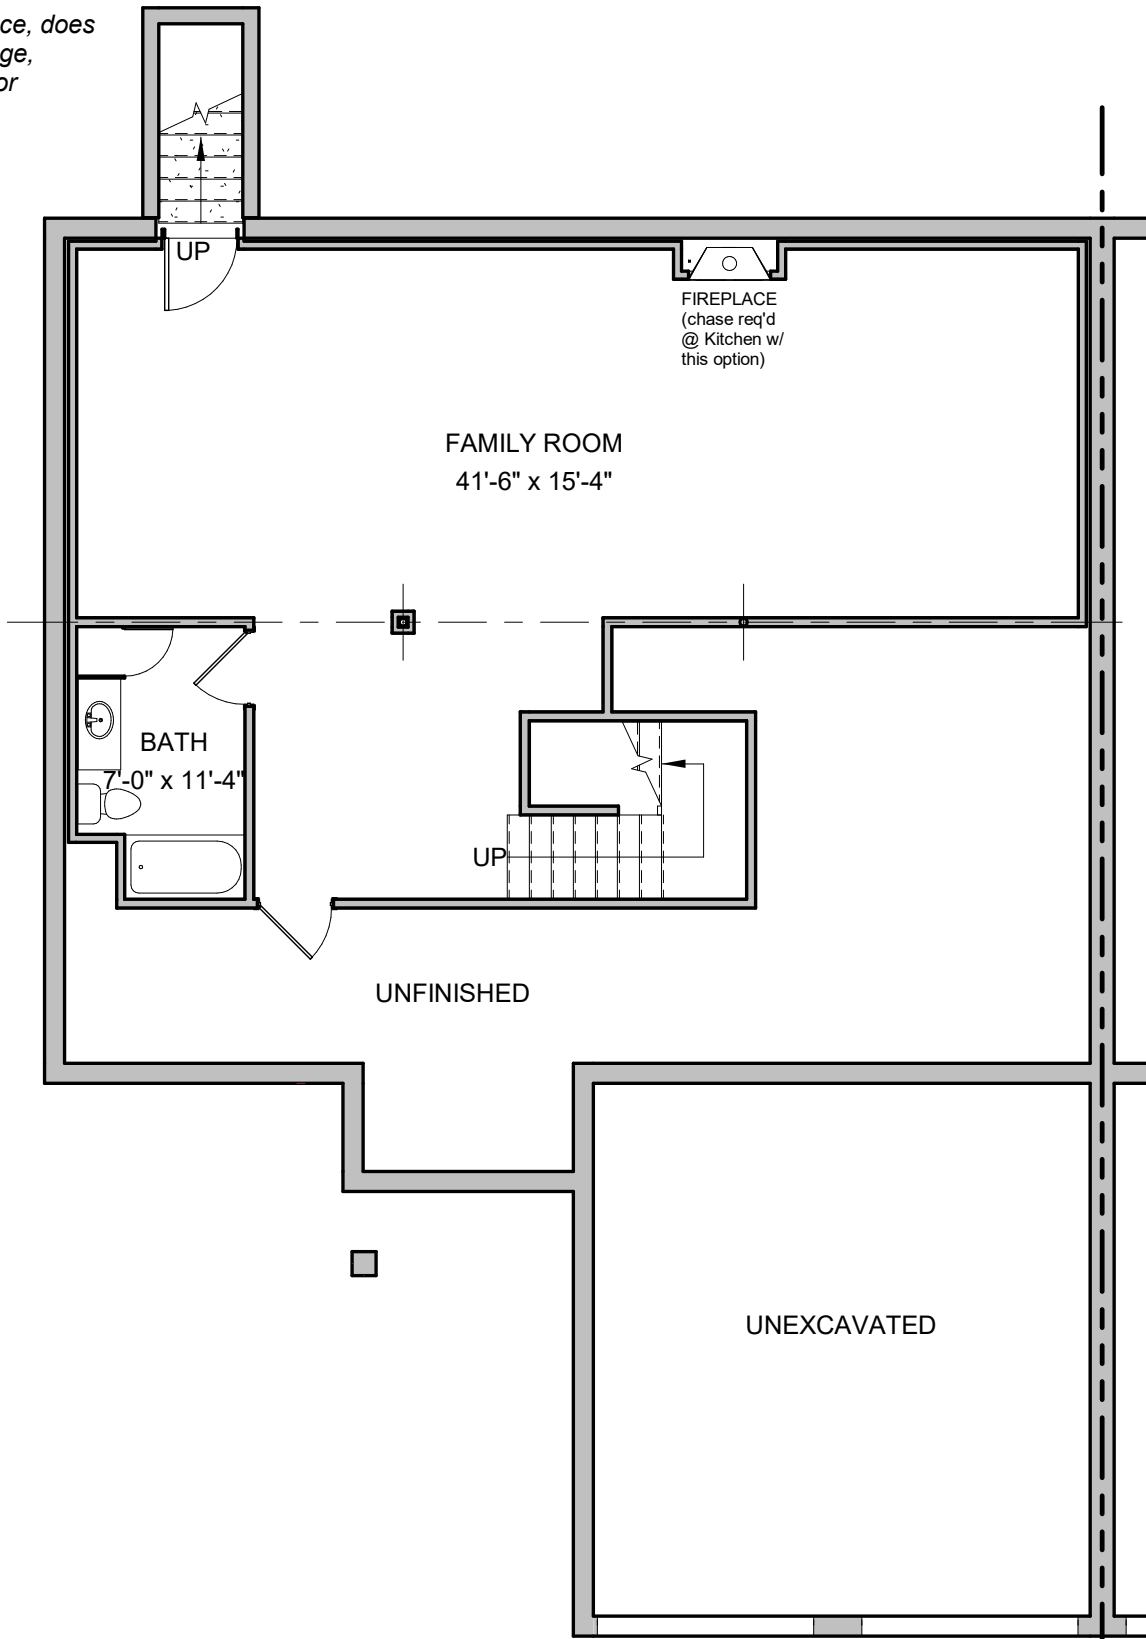 ce, does
ge,
or
UP
FIREPLACE
(chase req'd
@ Kitchen w/
this option)
FAMILY ROOM
41'-6" x 15'-4"
BATH
7'-0" x 11'-4"
UP
UNFINISHED
UNEXCAVATED